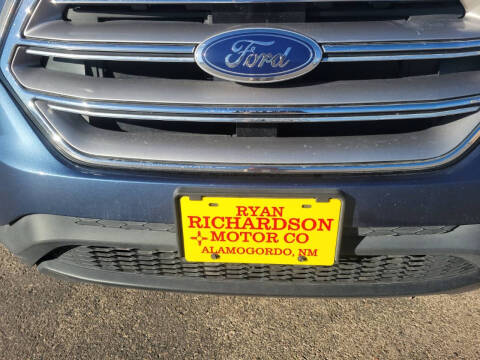 Ford
RYAN
RICHARDSON
MOTOR CO
ALAMOGORDO, NM